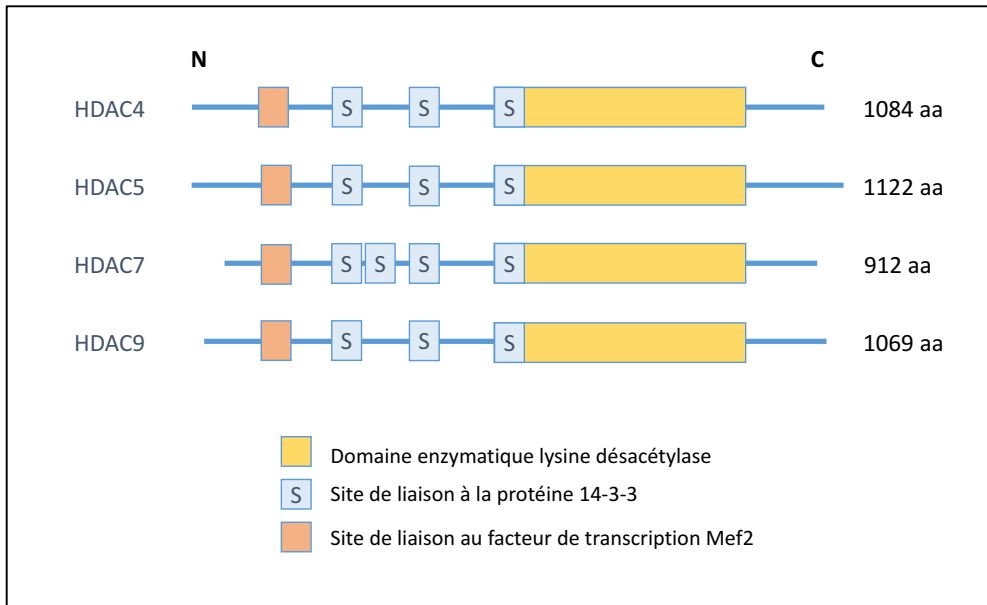 N C
HDAC4 S S S 1084 aa
HDAC5 S S S 1122 aa
HDAC7 S S S S 912 aa
HDAC9 S S S 1069 aa
Domaine enzymatique lysine désacétylase
S Site de liaison à la protéine 14-3-3
Site de liaison au facteur de transcription Mef2